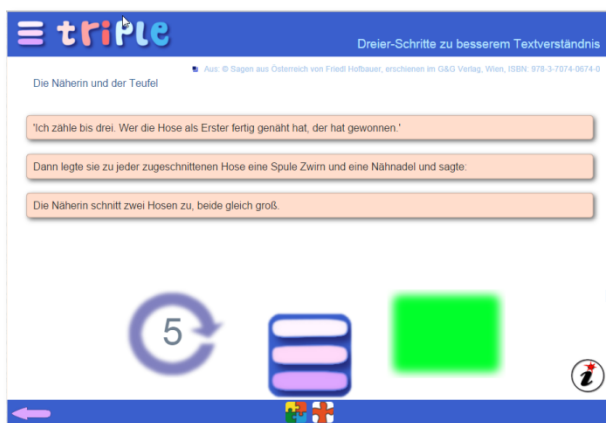 triple
Dreier-Schritte zu besserem Textverständnis
Aus: © Sagen aus Österreich von Friedl Hofbauer, erschienen im G&G Verlag, Wien, ISBN: 978-3-7074-0674-0
Die Näherin und der Teufel
'Ich zähle bis drei. Wer die Hose als Erster fertig genäht hat, der hat gewonnen.'
Dann legte sie zu jeder zugeschnittenen Hose eine Spule Zwirn und eine Nähnadel und sagte:
Die Näherin schnitt zwei Hosen zu, beide gleich groß.
5
i